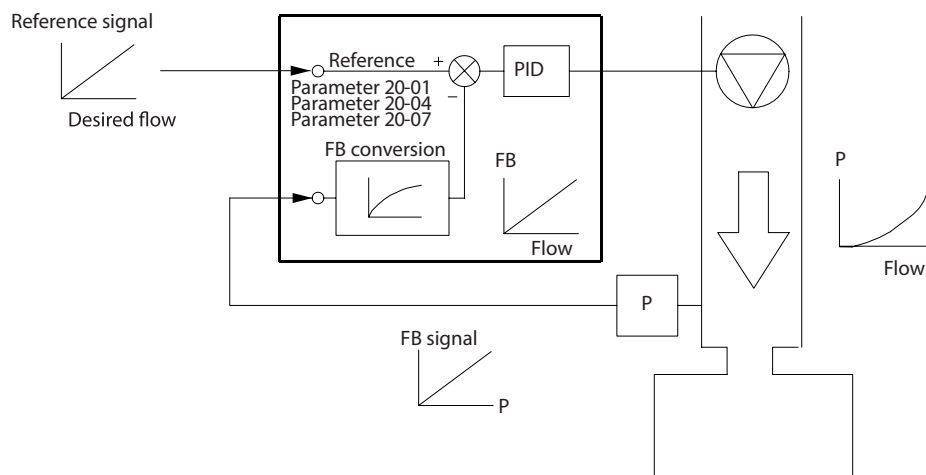 Reference signal
Desired flow
Reference
+
Parameter 20-01
Parameter 20-04
Parameter 20-07
−
PID
FB conversion
FB
Flow
P
Flow
P
FB signal
P